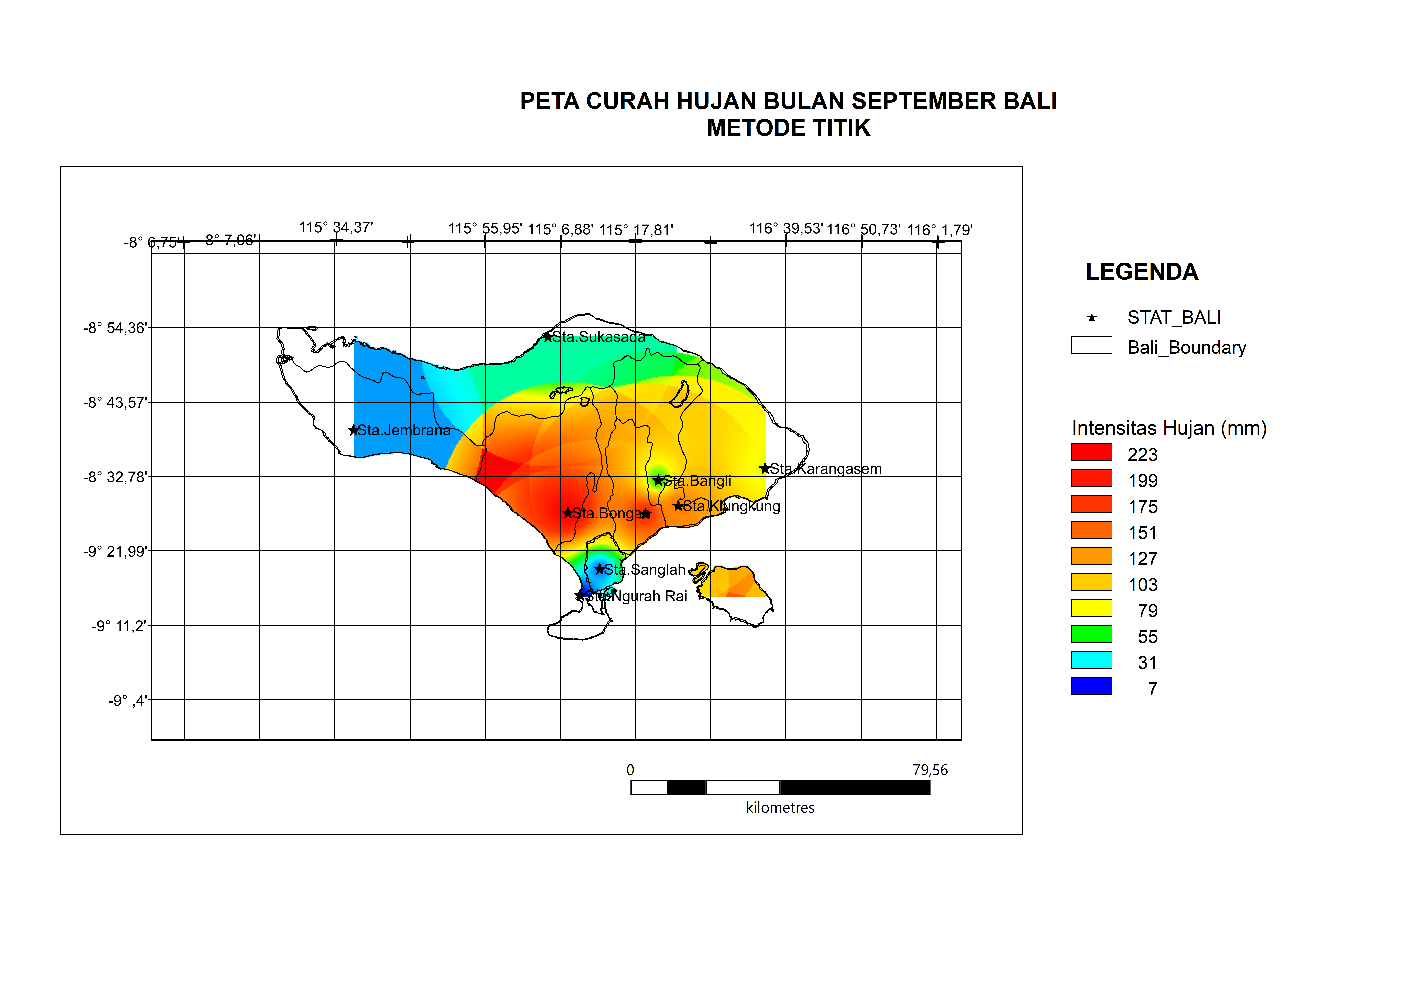 PETA CURAH HUJAN BULAN SEPTEMBER BALI
METODE TITIK
115° 34,37' 115° 55,95' 115° 6,88' 115° 17,81' 116° 39,53' 116° 50,73' 116° 1,79'
-8° 6,75' 8° 7,06'
-8° 54,36'
-8° 43,57'
-8° 32,78'
-9° 21,99'
-9° 11,2'
-9° ,4'
Sta.Sukasada
Sta.Jembrana
Sta.Karangasem
Sta.Bangli
Sta.Klungkung
Sta.Bonga
Sta.Sanglah
Sta.Ngurah Rai
0 79,56
kilometres
LEGENDA
STAT_BALI
Bali_Boundary
Intensitas Hujan (mm)
223
199
175
151
127
103
79
55
31
7